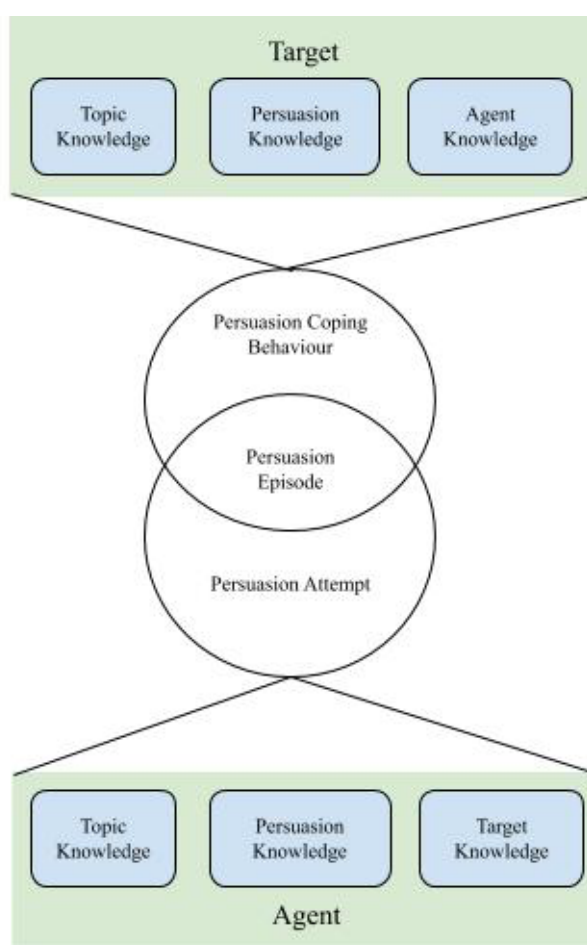 Target
Topic
Knowledge
Persuasion
Knowledge
Agent
Knowledge
Persuasion Coping
Behaviour
Persuasion
Episode
Persuasion Attempt
Topic
Knowledge
Persuasion
Knowledge
Target
Knowledge
Agent